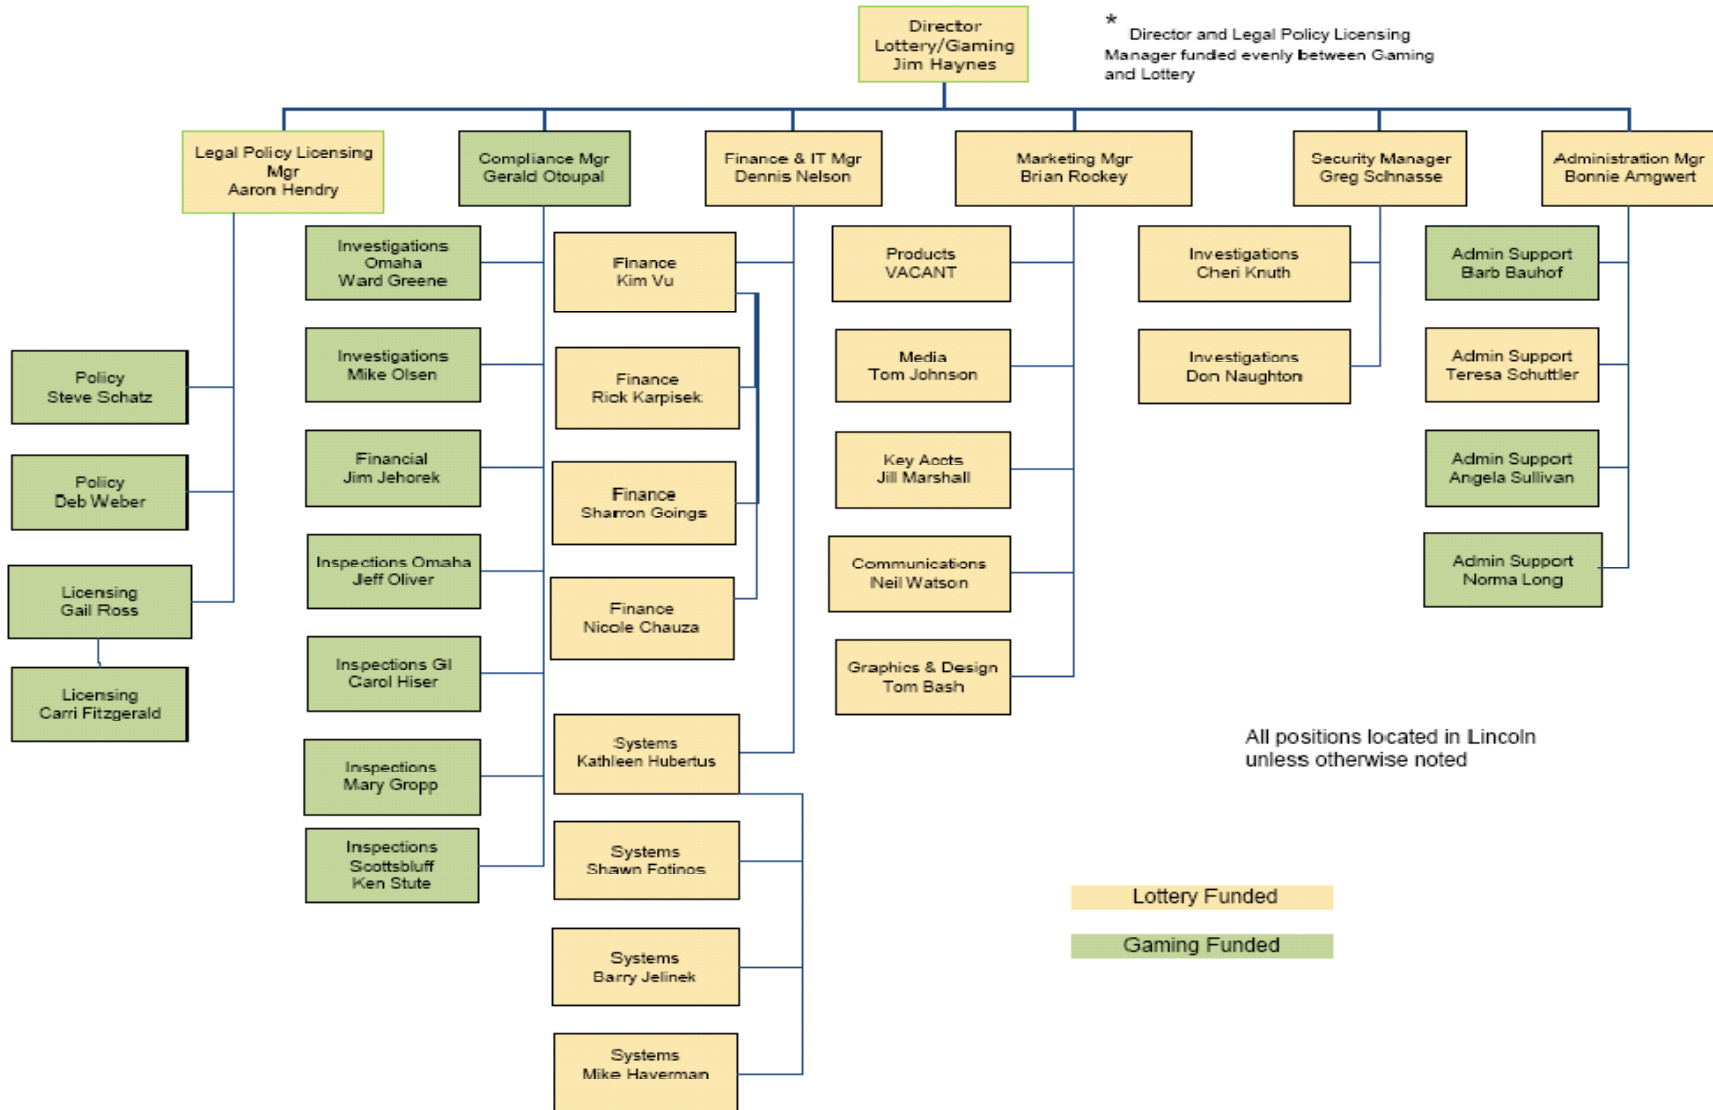 Director
Lottery/Gaming
Jim Haynes
*
Director and Legal Policy Licensing
Manager funded evenly between Gaming
and Lottery
Legal Policy Licensing
Mgr
Aaron Hendry
Compliance Mgr
Gerald Otoupal
Finance & IT Mgr
Dennis Nelson
Marketing Mgr
Brian Rockey
Security Manager
Greg Schnasse
Administration Mgr
Bonnie Amgwert
Policy
Steve Schatz
Policy
Deb Weber
Licensing
Gail Ross
Licensing
Carri Fitzgerald
Investigations
Omaha
Ward Greene
Investigations
Mike Olsen
Financial
Jim Jehorek
Inspections Omaha
Jeff Oliver
Inspections GI
Carol Hiser
Inspections
Mary Gropp
Inspections
Scottsbluff
Ken Stute
Finance
Kim Vu
Finance
Rick Karpisek
Finance
Sharron Goings
Finance
Nicole Chauza
Systems
Kathleen Hubertus
Systems
Shawn Fotinos
Systems
Barry Jelinek
Systems
Mike Haverman
Products
VACANT
Media
Tom Johnson
Key Accts
Jill Marshall
Communications
Neil Watson
Graphics & Design
Tom Bash
Investigations
Cheri Knuth
Investigations
Don Naughton
Admin Support
Barb Bauhof
Admin Support
Teresa Schuttler
Admin Support
Angela Sullivan
Admin Support
Norma Long
All positions located in Lincoln
unless otherwise noted
Lottery Funded
Gaming Funded